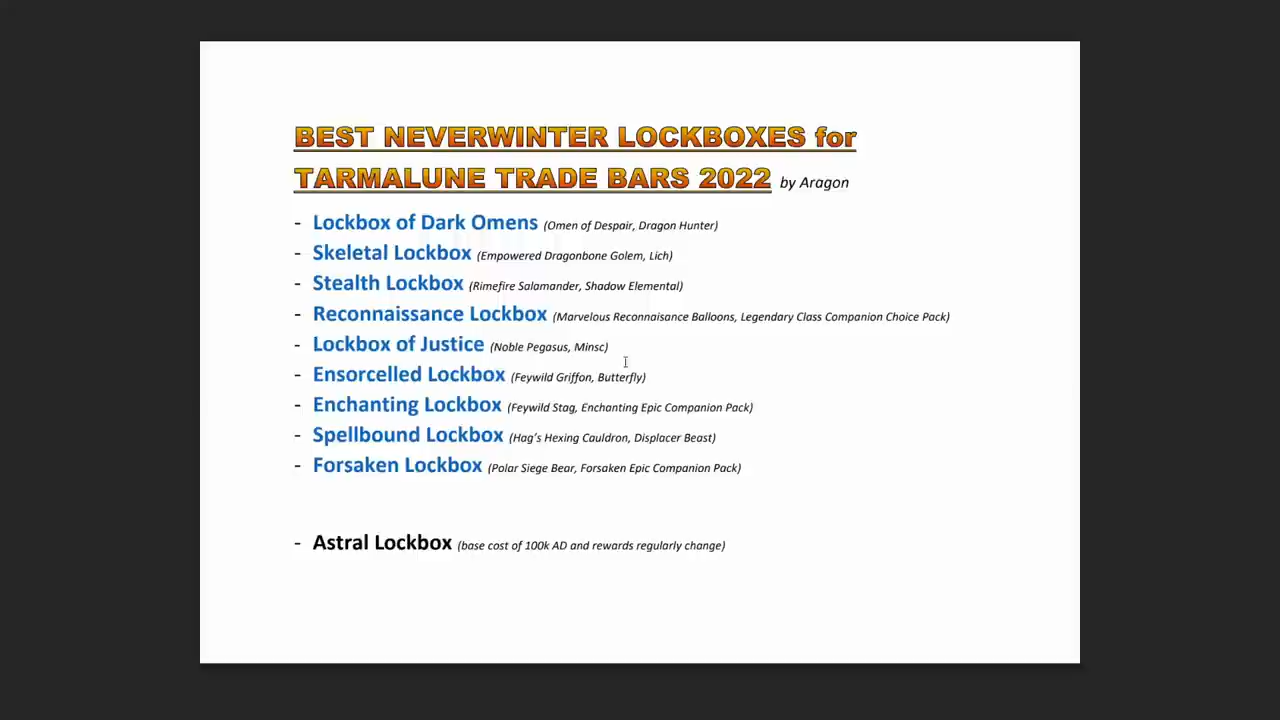 BEST NEVERWINTER LOCKBOXES for
TARMALUNE TRADE BARS 2022 by Aragon
- Lockbox of Dark Omens (Omen of Despair, Dragon Hunter)
- Skeletal Lockbox (Empowered Dragonbone Golem, Lich)
- Stealth Lockbox (Rimefire Salamander, Shadow Elemental)
- Reconnaissance Lockbox (Marvelous Reconnaisance Balloons, Legendary Class Companion Choice Pack)
- Lockbox of Justice (Noble Pegasus, Minsc)
- Ensorcelled Lockbox (Feywild Griffon, Butterfly)
- Enchanting Lockbox (Feywild Stag, Enchanting Epic Companion Pack)
- Spellbound Lockbox (Hag's Hexing Cauldron, Displacer Beast)
- Forsaken Lockbox (Polar Siege Bear, Forsaken Epic Companion Pack)
- Astral Lockbox (base cost of 100k AD and rewards regularly change)